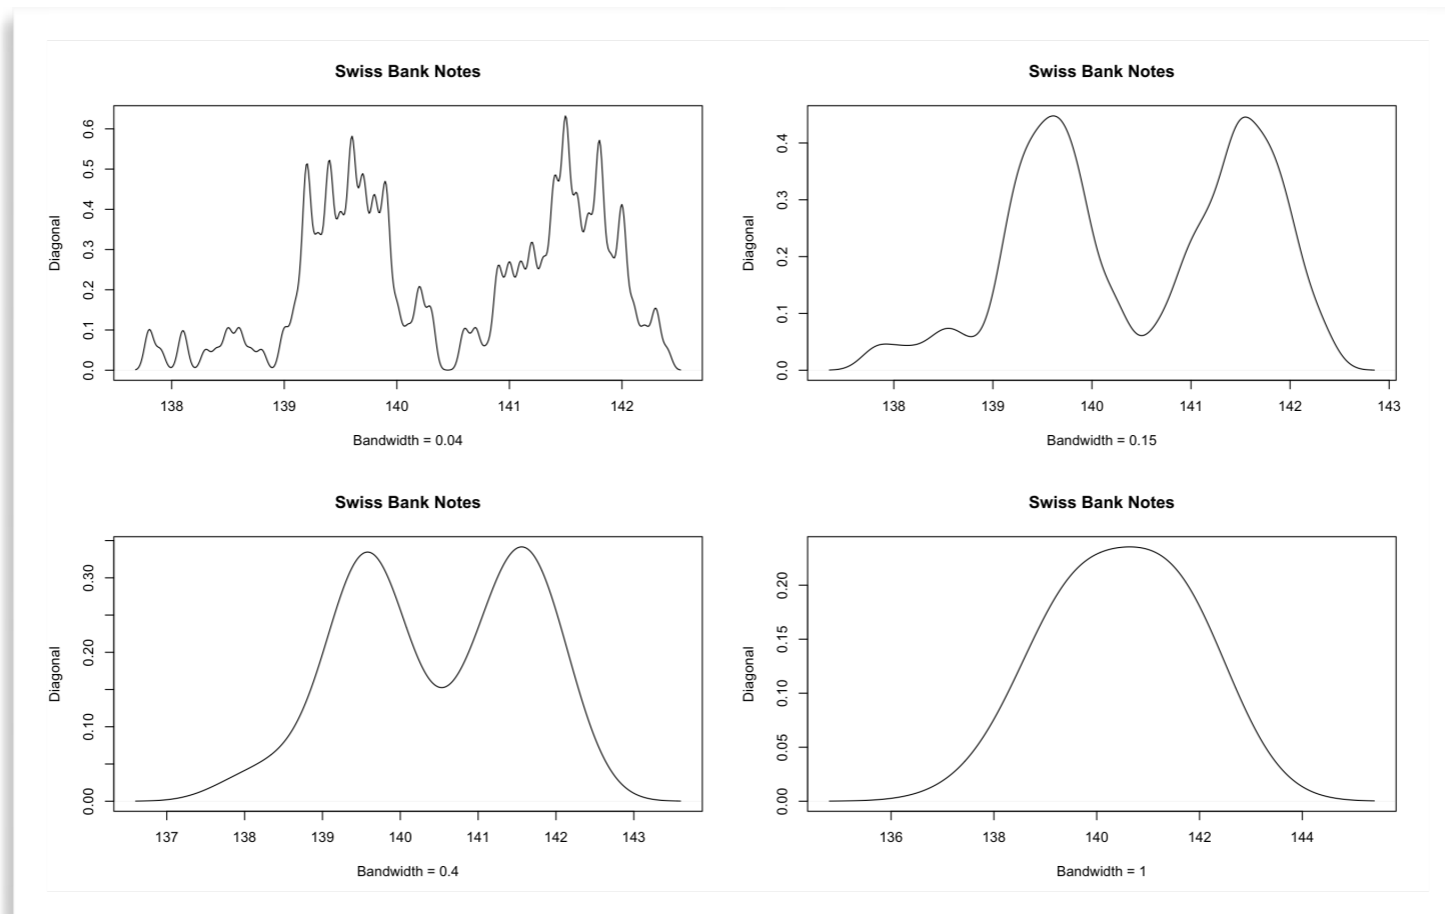 Swiss Bank Notes
Diagonal
0.0 0.1 0.2 0.3 0.4 0.5 0.6
138 139 140 141 142
Bandwidth = 0.04
Swiss Bank Notes
Diagonal
0.0 0.1 0.2 0.3 0.4
138 139 140 141 142 143
Bandwidth = 0.15
Swiss Bank Notes
Diagonal
0.00 0.10 0.20 0.30
137 138 139 140 141 142 143
Bandwidth = 0.4
Swiss Bank Notes
Diagonal
0.00 0.05 0.10 0.15 0.20
136 138 140 142 144
Bandwidth = 1